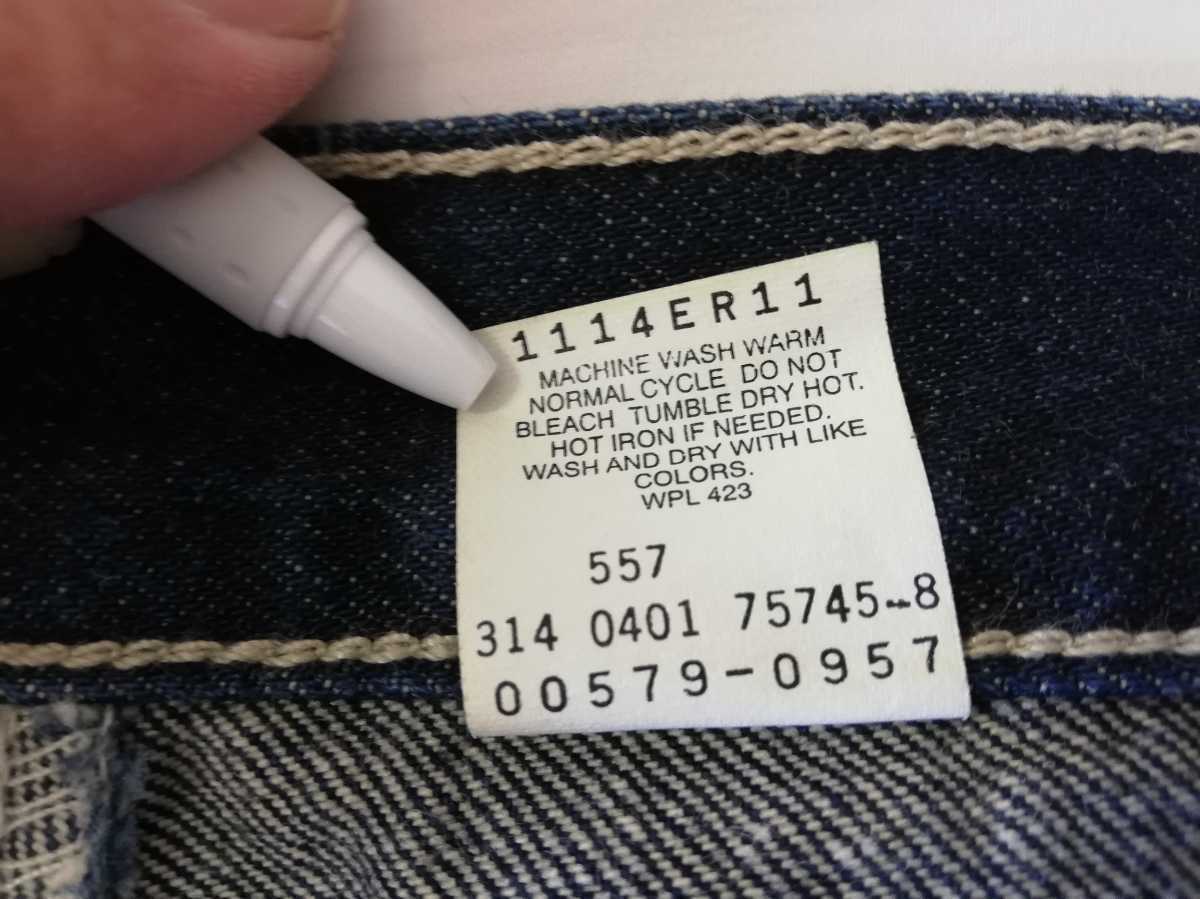 1114ER11
MACHINE WASH WARM
NORMAL CYCLE DO NOT
BLEACH TUMBLE DRY HOT.
HOT IRON IF NEEDED.
WASH AND DRY WITH LIKE
COLORS.
WPL 423
557
314 0401 75745-8
00579-0957